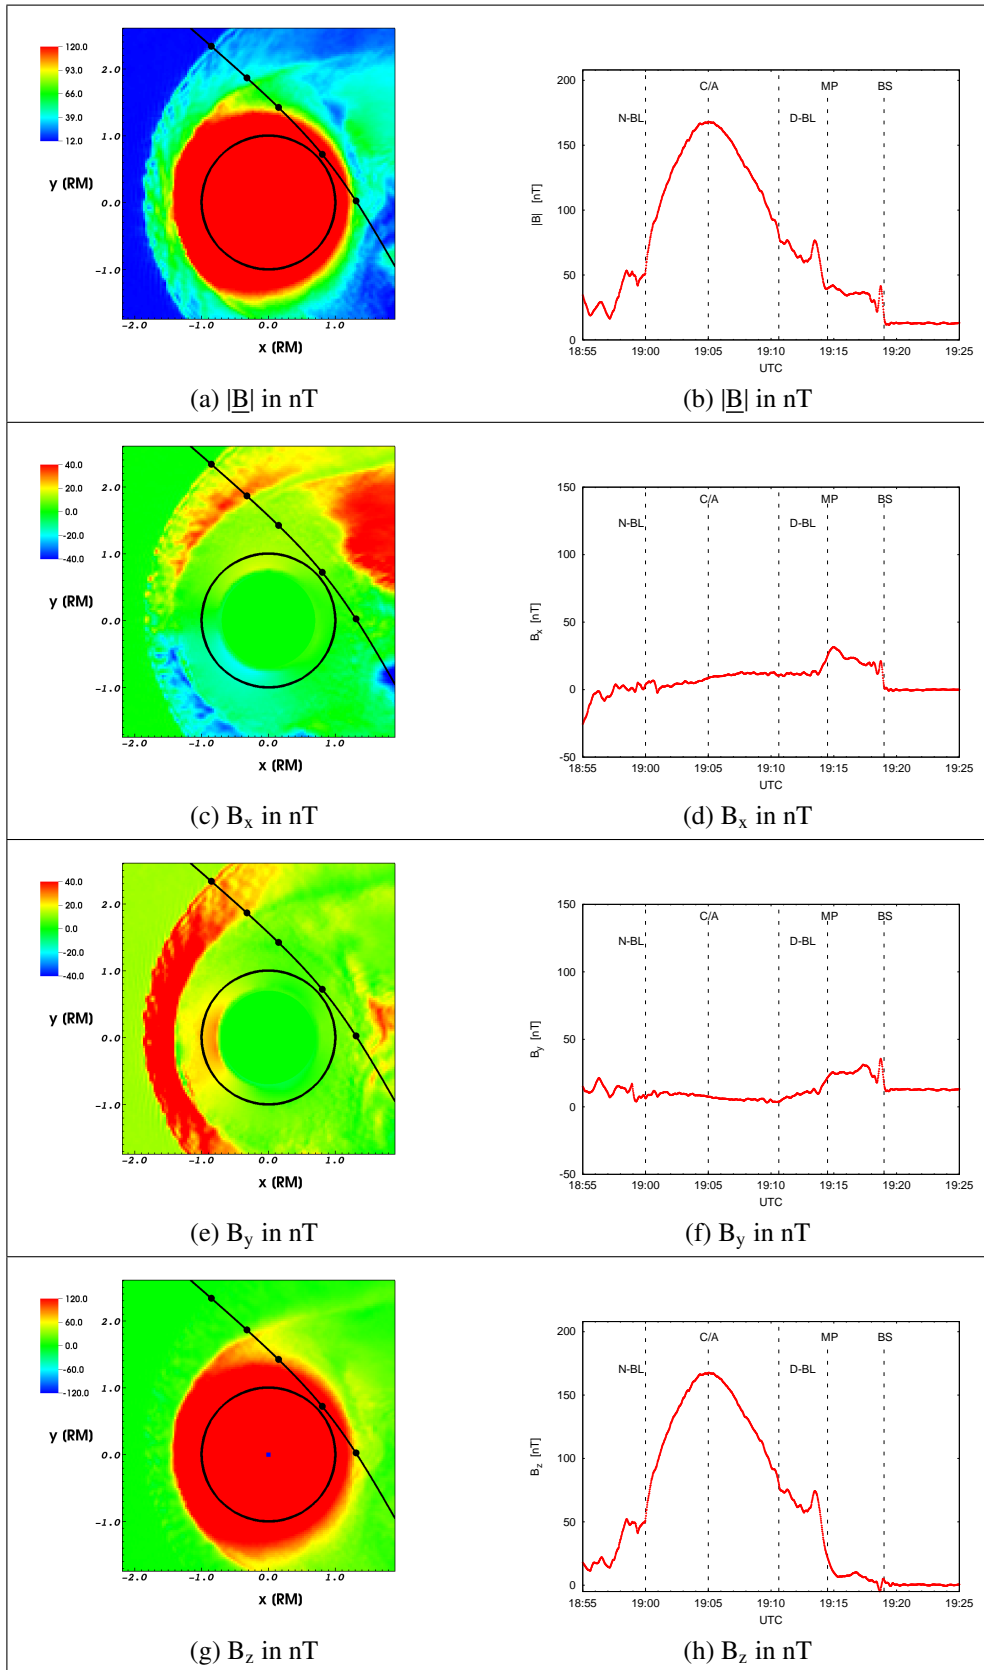 120.0
93.0
66.0
39.0
12.0
y (RM)
2.0
1.0
0.0
-1.0
-2.0 -1.0 0.0 1.0
x (RM)
(a) |B| in nT
200
150
100
50
0
|B| [nT]
N-BL C/A D-BL MP BS
18:55 19:00 19:05 19:10 19:15 19:20 19:25
UTC
(b) |B| in nT
40.0
20.0
0.0
-20.0
-40.0
y (RM)
2.0
1.0
0.0
-1.0
-2.0 -1.0 0.0 1.0
x (RM)
(c) Bx in nT
150
100
50
0
-50
Bx [nT]
N-BL C/A D-BL MP BS
18:55 19:00 19:05 19:10 19:15 19:20 19:25
UTC
(d) Bx in nT
40.0
20.0
0.0
-20.0
-40.0
y (RM)
2.0
1.0
0.0
-1.0
-2.0 -1.0 0.0 1.0
x (RM)
(e) By in nT
150
100
50
0
-50
By [nT]
N-BL C/A D-BL MP BS
18:55 19:00 19:05 19:10 19:15 19:20 19:25
UTC
(f) By in nT
120.0
60.0
0.0
-60.0
-120.0
y (RM)
2.0
1.0
0.0
-1.0
-2.0 -1.0 0.0 1.0
x (RM)
(g) Bz in nT
200
150
100
50
0
Bz [nT]
N-BL C/A D-BL MP BS
18:55 19:00 19:05 19:10 19:15 19:20 19:25
UTC
(h) Bz in nT